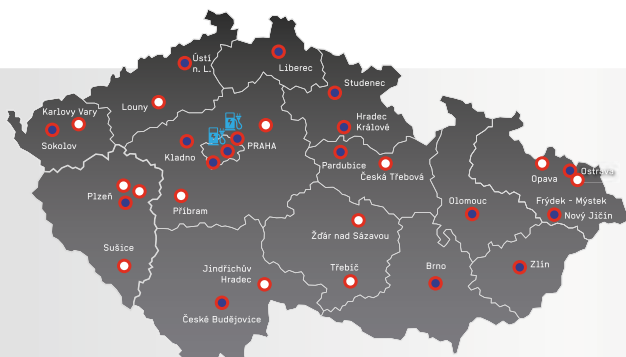 Ústí
n. L.
Liberec
Studenec
Karlovy Vary
Louny
Hradec
Králové
Sokolov
Kladno
PRAHA
Pardubice
Česká Třebová
Opava
Ostrava
Plzeň
Příbram
Olomouc
Frýdek - Mýstek
Nový Jičín
Žďár nad Sázavou
Sušice
Jindřichův
Hradec
Třebíč
Brno
Zlín
České Budějovice